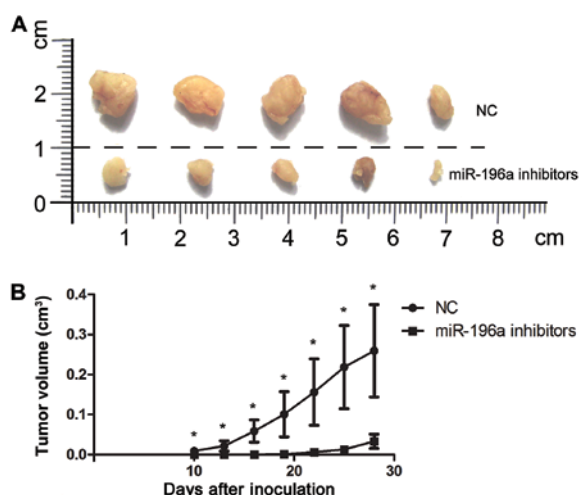 A
cm
2
1
0
NC
miR-196a inhibitors
1 2 3 4 5 6 7 8 cm
B
Tumor volume (cm³)
0.4
0.3
0.2
0.1
0.0
* * * * * * *
10 20 30
Days after inoculation
NC
miR-196a inhibitors